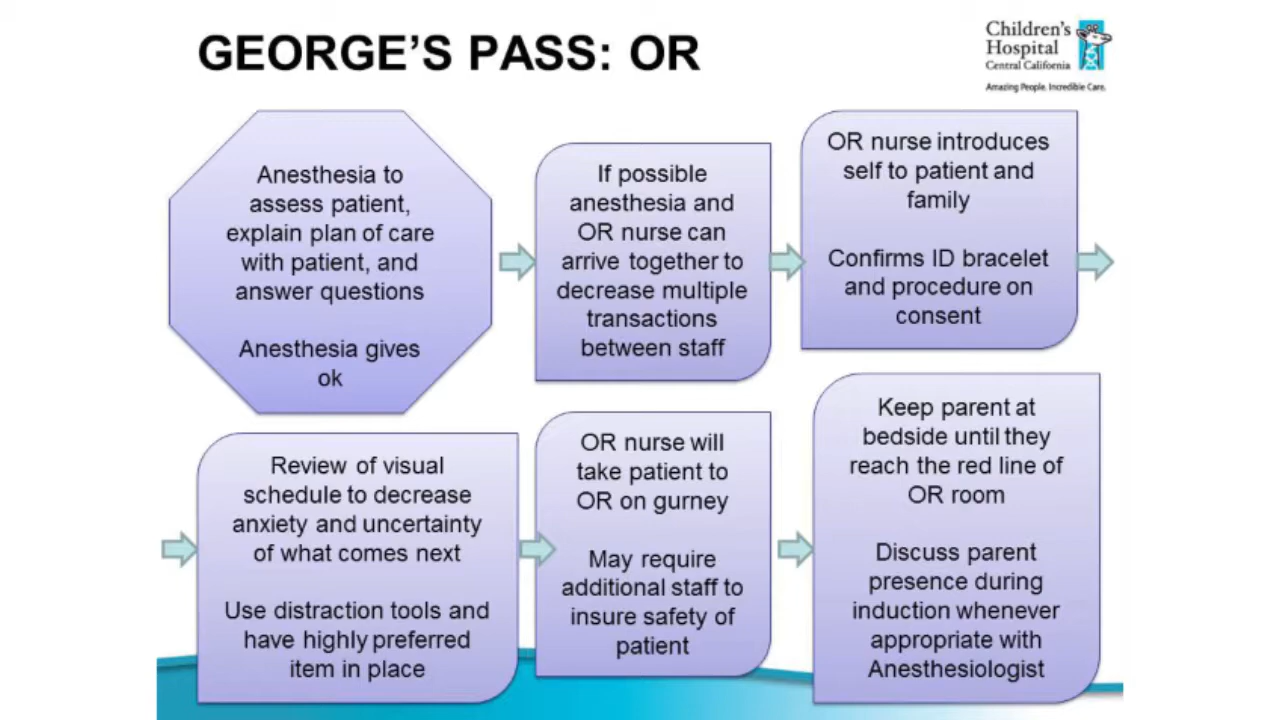 GEORGE'S PASS: OR
Children's
Hospital
Central California
Amazing People. Incredible Care.
Anesthesia to
assess patient,
explain plan of care
with patient, and
answer questions
Anesthesia gives
ok
If possible
anesthesia and
OR nurse can
arrive together to
decrease multiple
transactions
between staff
OR nurse introduces
self to patient and
family
Confirms ID bracelet
and procedure on
consent
Review of visual
schedule to decrease
anxiety and uncertainty
of what comes next
Use distraction tools and
have highly preferred
item in place
OR nurse will
take patient to
OR on gurney
May require
additional staff to
insure safety of
patient
Keep parent at
bedside until they
reach the red line of
OR room
Discuss parent
presence during
induction whenever
appropriate with
Anesthesiologist